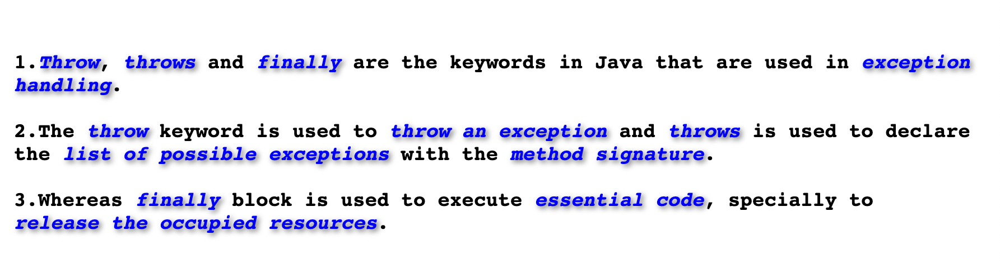 1.Throw, throws and finally are the keywords in Java that are used in exception
handling.
2.The throw keyword is used to throw an exception and throws is used to declare
the list of possible exceptions with the method signature.
3.Whereas finally block is used to execute essential code, specially to
release the occupied resources.